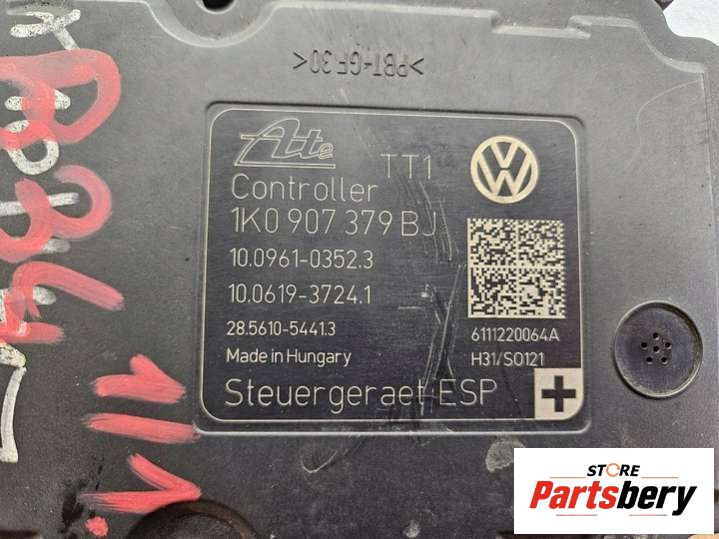 >PBT-GF30<
Ate
TT1
Controller
1K0 907 379 BJ
10.0961-0352.3
10.0619-3724.1
28.5610-5441.3
6111220064A
Made in Hungary
H31/SO121
Steuergeraet ESP
STORE
Partsbery